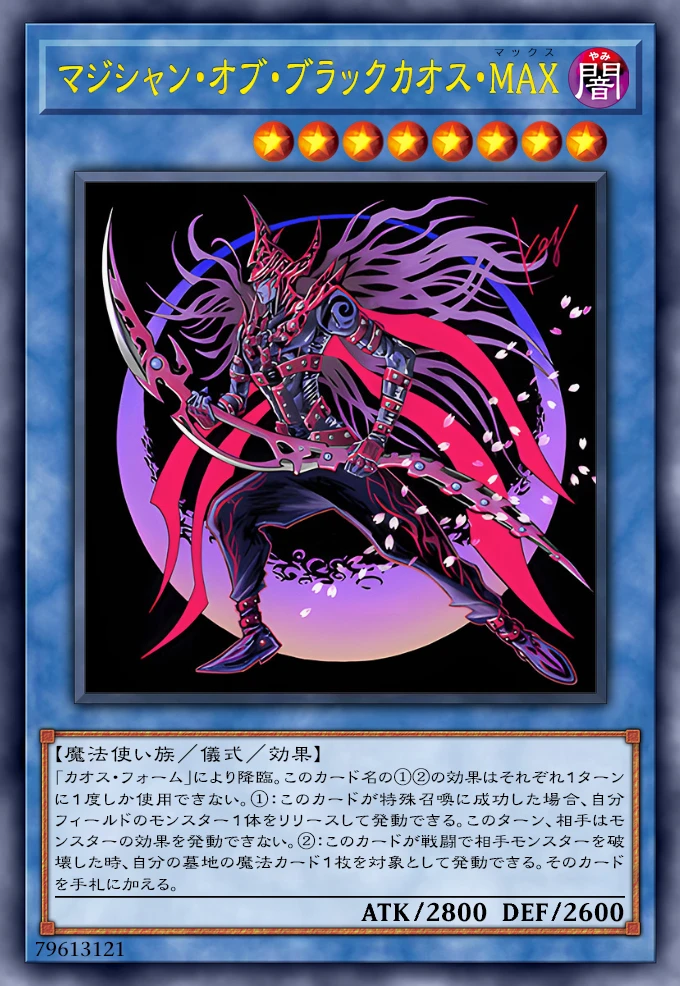 マックス
マジシャン・オブ・ブラックカオス・MAX
やみ
闇
Kay
【魔法使い族／儀式／効果】
「カオス・フォーム」により降臨。このカード名の①②の効果はそれぞれ1ターン
に1度しか使用できない。①：このカードが特殊召喚に成功した場合、自分
フィールドのモンスター1体をリリースして発動できる。このターン、相手はモ
ンスターの効果を発動できない。②：このカードが戦闘で相手モンスターを破
壊した時、自分の墓地の魔法カード1枚を対象として発動できる。そのカード
を手札に加える。
ATK/2800 DEF/2600
79613121